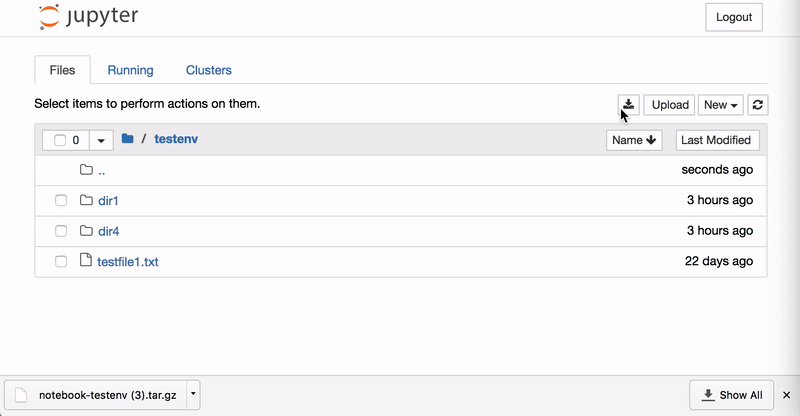 jupyter
Logout
Files Running Clusters
Select items to perform actions on them.
Upload New
0 / testenv Name Last Modified
.. seconds ago
dir1 3 hours ago
dir4 3 hours ago
testfile1.txt 22 days ago
notebook-testenv (3).tar.gz Show All